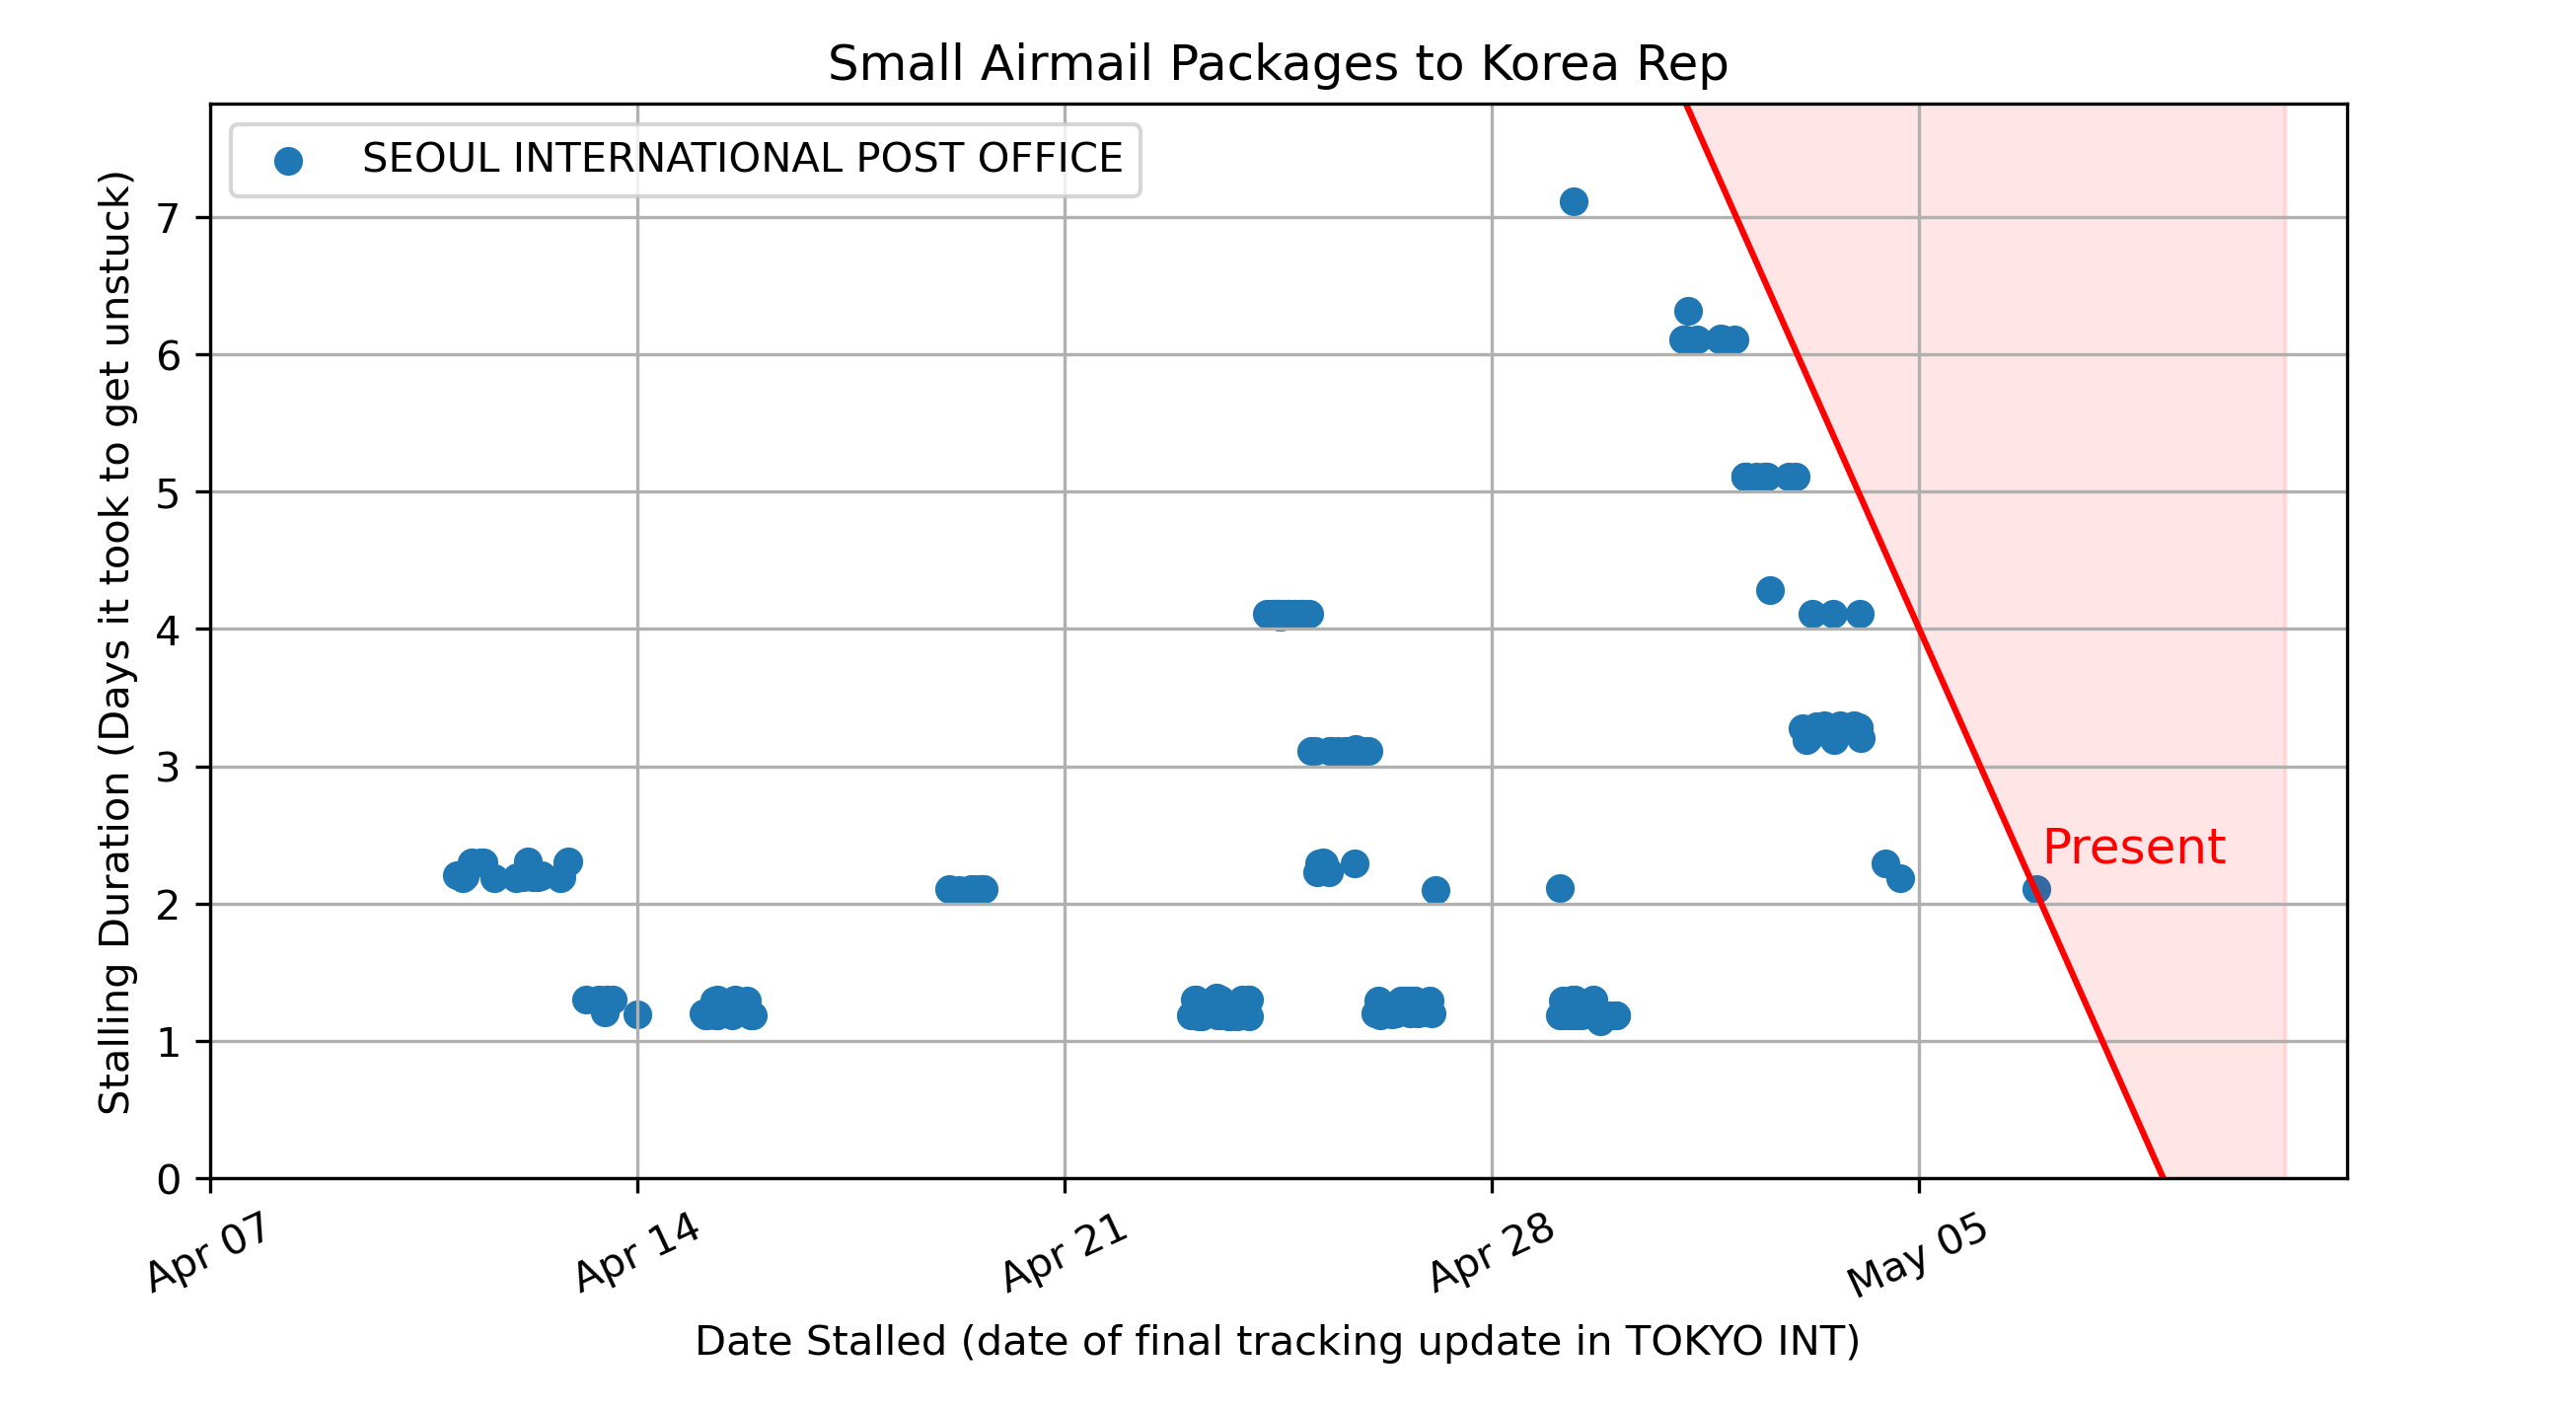 Small Airmail Packages to Korea Rep
SEOUL INTERNATIONAL POST OFFICE
Stalling Duration (Days it took to get unstuck)
7
6
5
4
3
2
1
0
Present
Apr 07
Apr 14
Apr 21
Apr 28
May 05
Date Stalled (date of final tracking update in TOKYO INT)